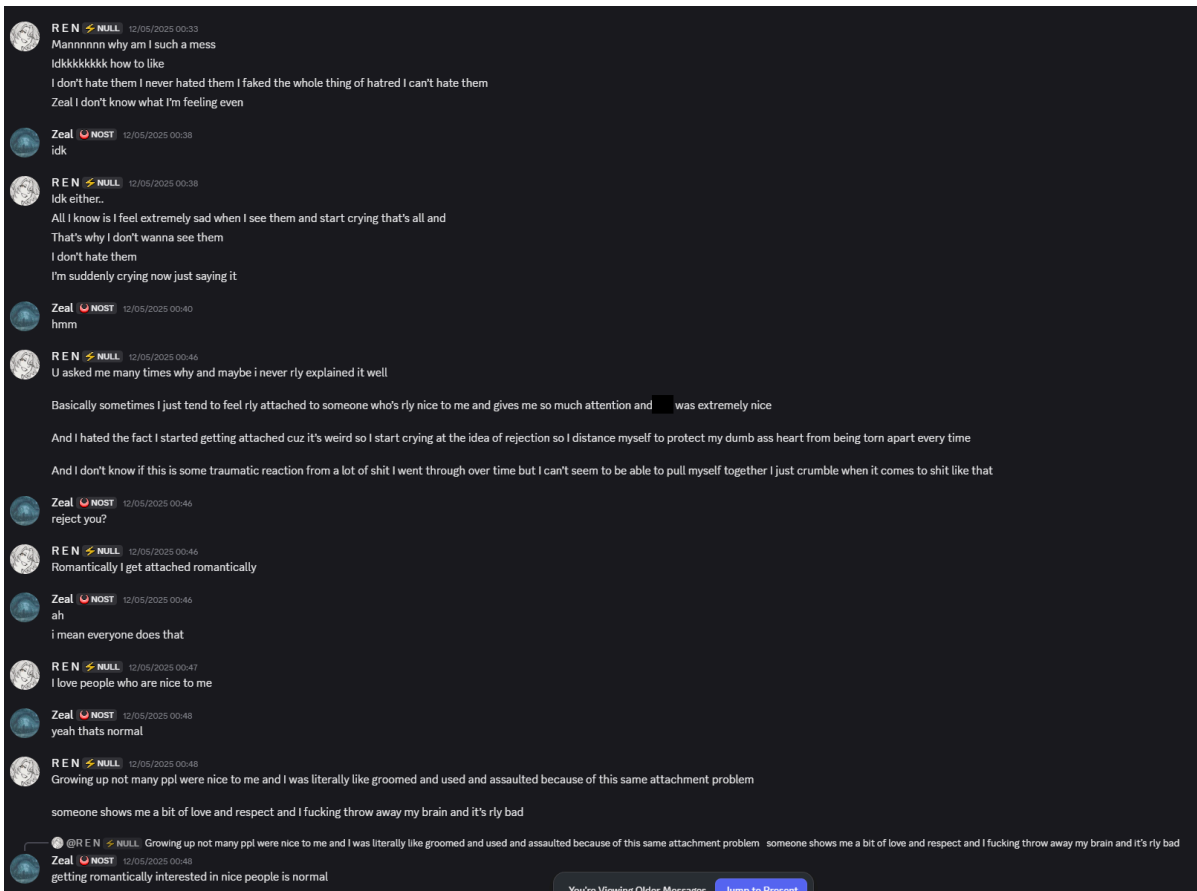 R E N ⚡ NULL 12/05/2025 00:33
Mannnnnn why am I such a mess
Idkkkkkkkk how to like
I don't hate them I never hated them I faked the whole thing of hatred I can't hate them
Zeal I don't know what I'm feeling even
Zeal NOST 12/05/2025 00:38
idk
R E N ⚡ NULL 12/05/2025 00:38
Idk either..
All I know is I feel extremely sad when I see them and start crying that's all and
That's why I don't wanna see them
I don't hate them
I'm suddenly crying now just saying it
Zeal NOST 12/05/2025 00:40
hmm
R E N ⚡ NULL 12/05/2025 00:46
U asked me many times why and maybe i never rly explained it well
Basically sometimes I just tend to feel rly attached to someone who's rly nice to me and gives me so much attention and was extremely nice
And I hated the fact I started getting attached cuz it's weird so I start crying at the idea of rejection so I distance myself to protect my dumb ass heart from being torn apart every time
And I don't know if this is some traumatic reaction from a lot of shit I went through over time but I can't seem to be able to pull myself together I just crumble when it comes to shit like that
Zeal NOST 12/05/2025 00:46
reject you?
R E N ⚡ NULL 12/05/2025 00:46
Romantically I get attached romantically
Zeal NOST 12/05/2025 00:46
ah
i mean everyone does that
R E N ⚡ NULL 12/05/2025 00:47
I love people who are nice to me
Zeal NOST 12/05/2025 00:48
yeah thats normal
R E N ⚡ NULL 12/05/2025 00:48
Growing up not many ppl were nice to me and I was literally like groomed and used and assaulted because of this same attachment problem
someone shows me a bit of love and respect and I fucking throw away my brain and it's rly bad
@R E N ⚡ NULL Growing up not many ppl were nice to me and I was literally like groomed and used and assaulted because of this same attachment problem someone shows me a bit of love and respect and I fucking throw away my brain and it's rly bad
Zeal NOST 12/05/2025 00:48
getting romantically interested in nice people is normal
You're Viewing Older Messages Jump to Present